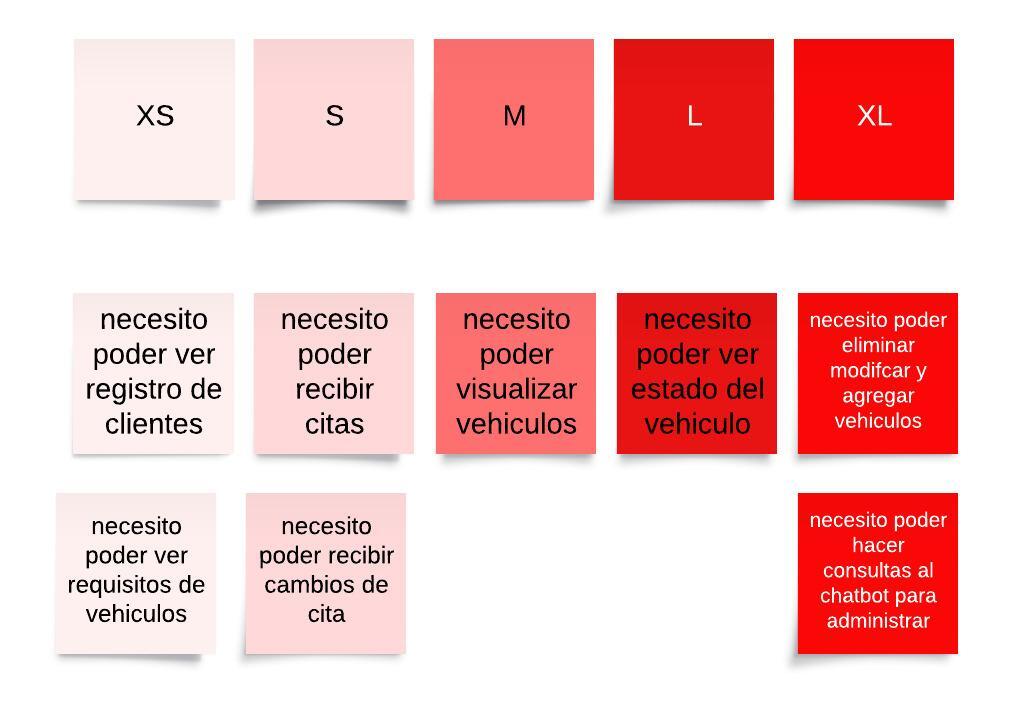 XS
S
M
L
XL
necesito
poder ver
registro de
clientes
necesito
poder
recibir
citas
necesito
poder
visualizar
vehiculos
necesito
poder ver
estado del
vehiculo
necesito poder
eliminar
modifcar y
agregar
vehiculos
necesito
poder ver
requisitos de
vehiculos
necesito
poder recibir
cambios de
cita
necesito poder
hacer
consultas al
chatbot para
administrar